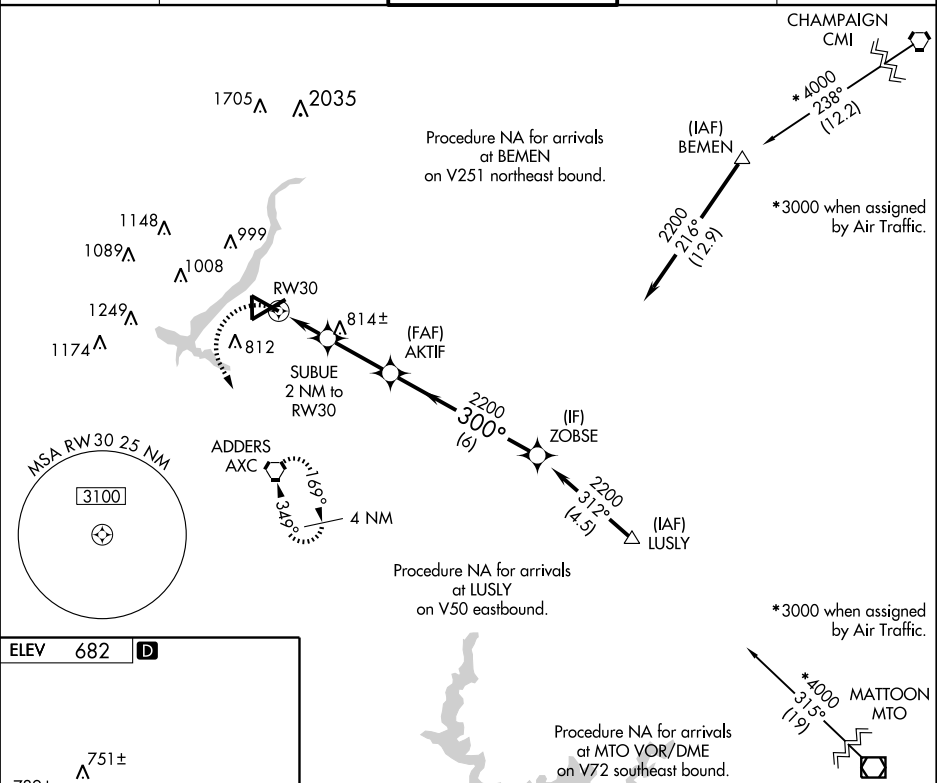 CHAMPAIGN
CMI
1705
2035
*4000
238°
(12.2)
(IAF)
BEMEN
Procedure NA for arrivals
at BEMEN
on V251 northeast bound.
2200
216°
(12.9)
*3000 when assigned
by Air Traffic.
1148
999
1089
1008
RW30
1249
814±
(FAF)
AKTIF
1174
812
SUBUE
2 NM to
RW30
2200
300°
(6)
(IF)
ZOBSE
ADDERS
AXC
169°
349°
4 NM
2200
312°
(4.5)
(IAF)
LUSLY
MSA RW30 25 NM
3100
Procedure NA for arrivals
at LUSLY
on V50 eastbound.
*3000 when assigned
by Air Traffic.
ELEV 682 D
*4000
315°
(19)
MATTOON
MTO
Procedure NA for arrivals
at MTO VOR/DME
on V72 southeast bound.
751±